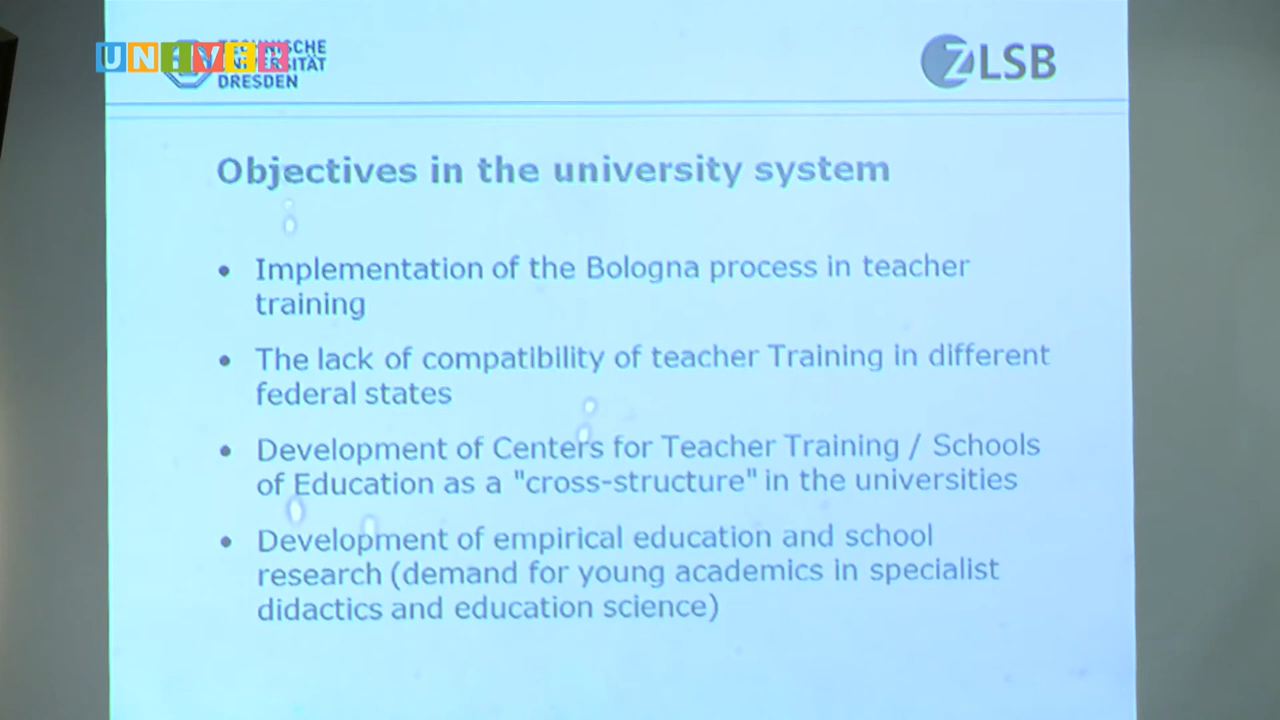 UNIVER
TECHNISCHE
UNIVERSITÄT
DRESDEN
ZLSB
Objectives in the university system
• Implementation of the Bologna process in teacher
training
• The lack of compatibility of teacher Training in different
federal states
• Development of Centers for Teacher Training / Schools
of Education as a "cross-structure" in the universities
• Development of empirical education and school
research (demand for young academics in specialist
didactics and education science)